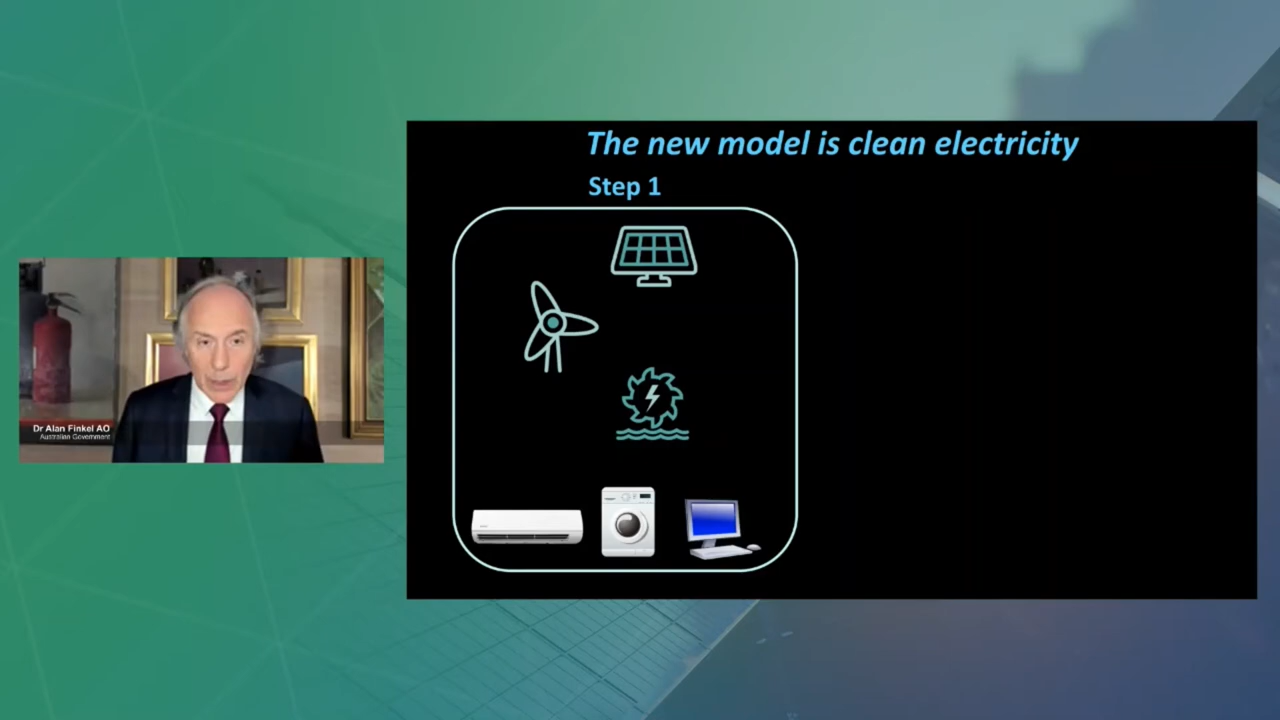 The new model is clean electricity
Step 1
Dr Alan Finkel AO
Australian Government